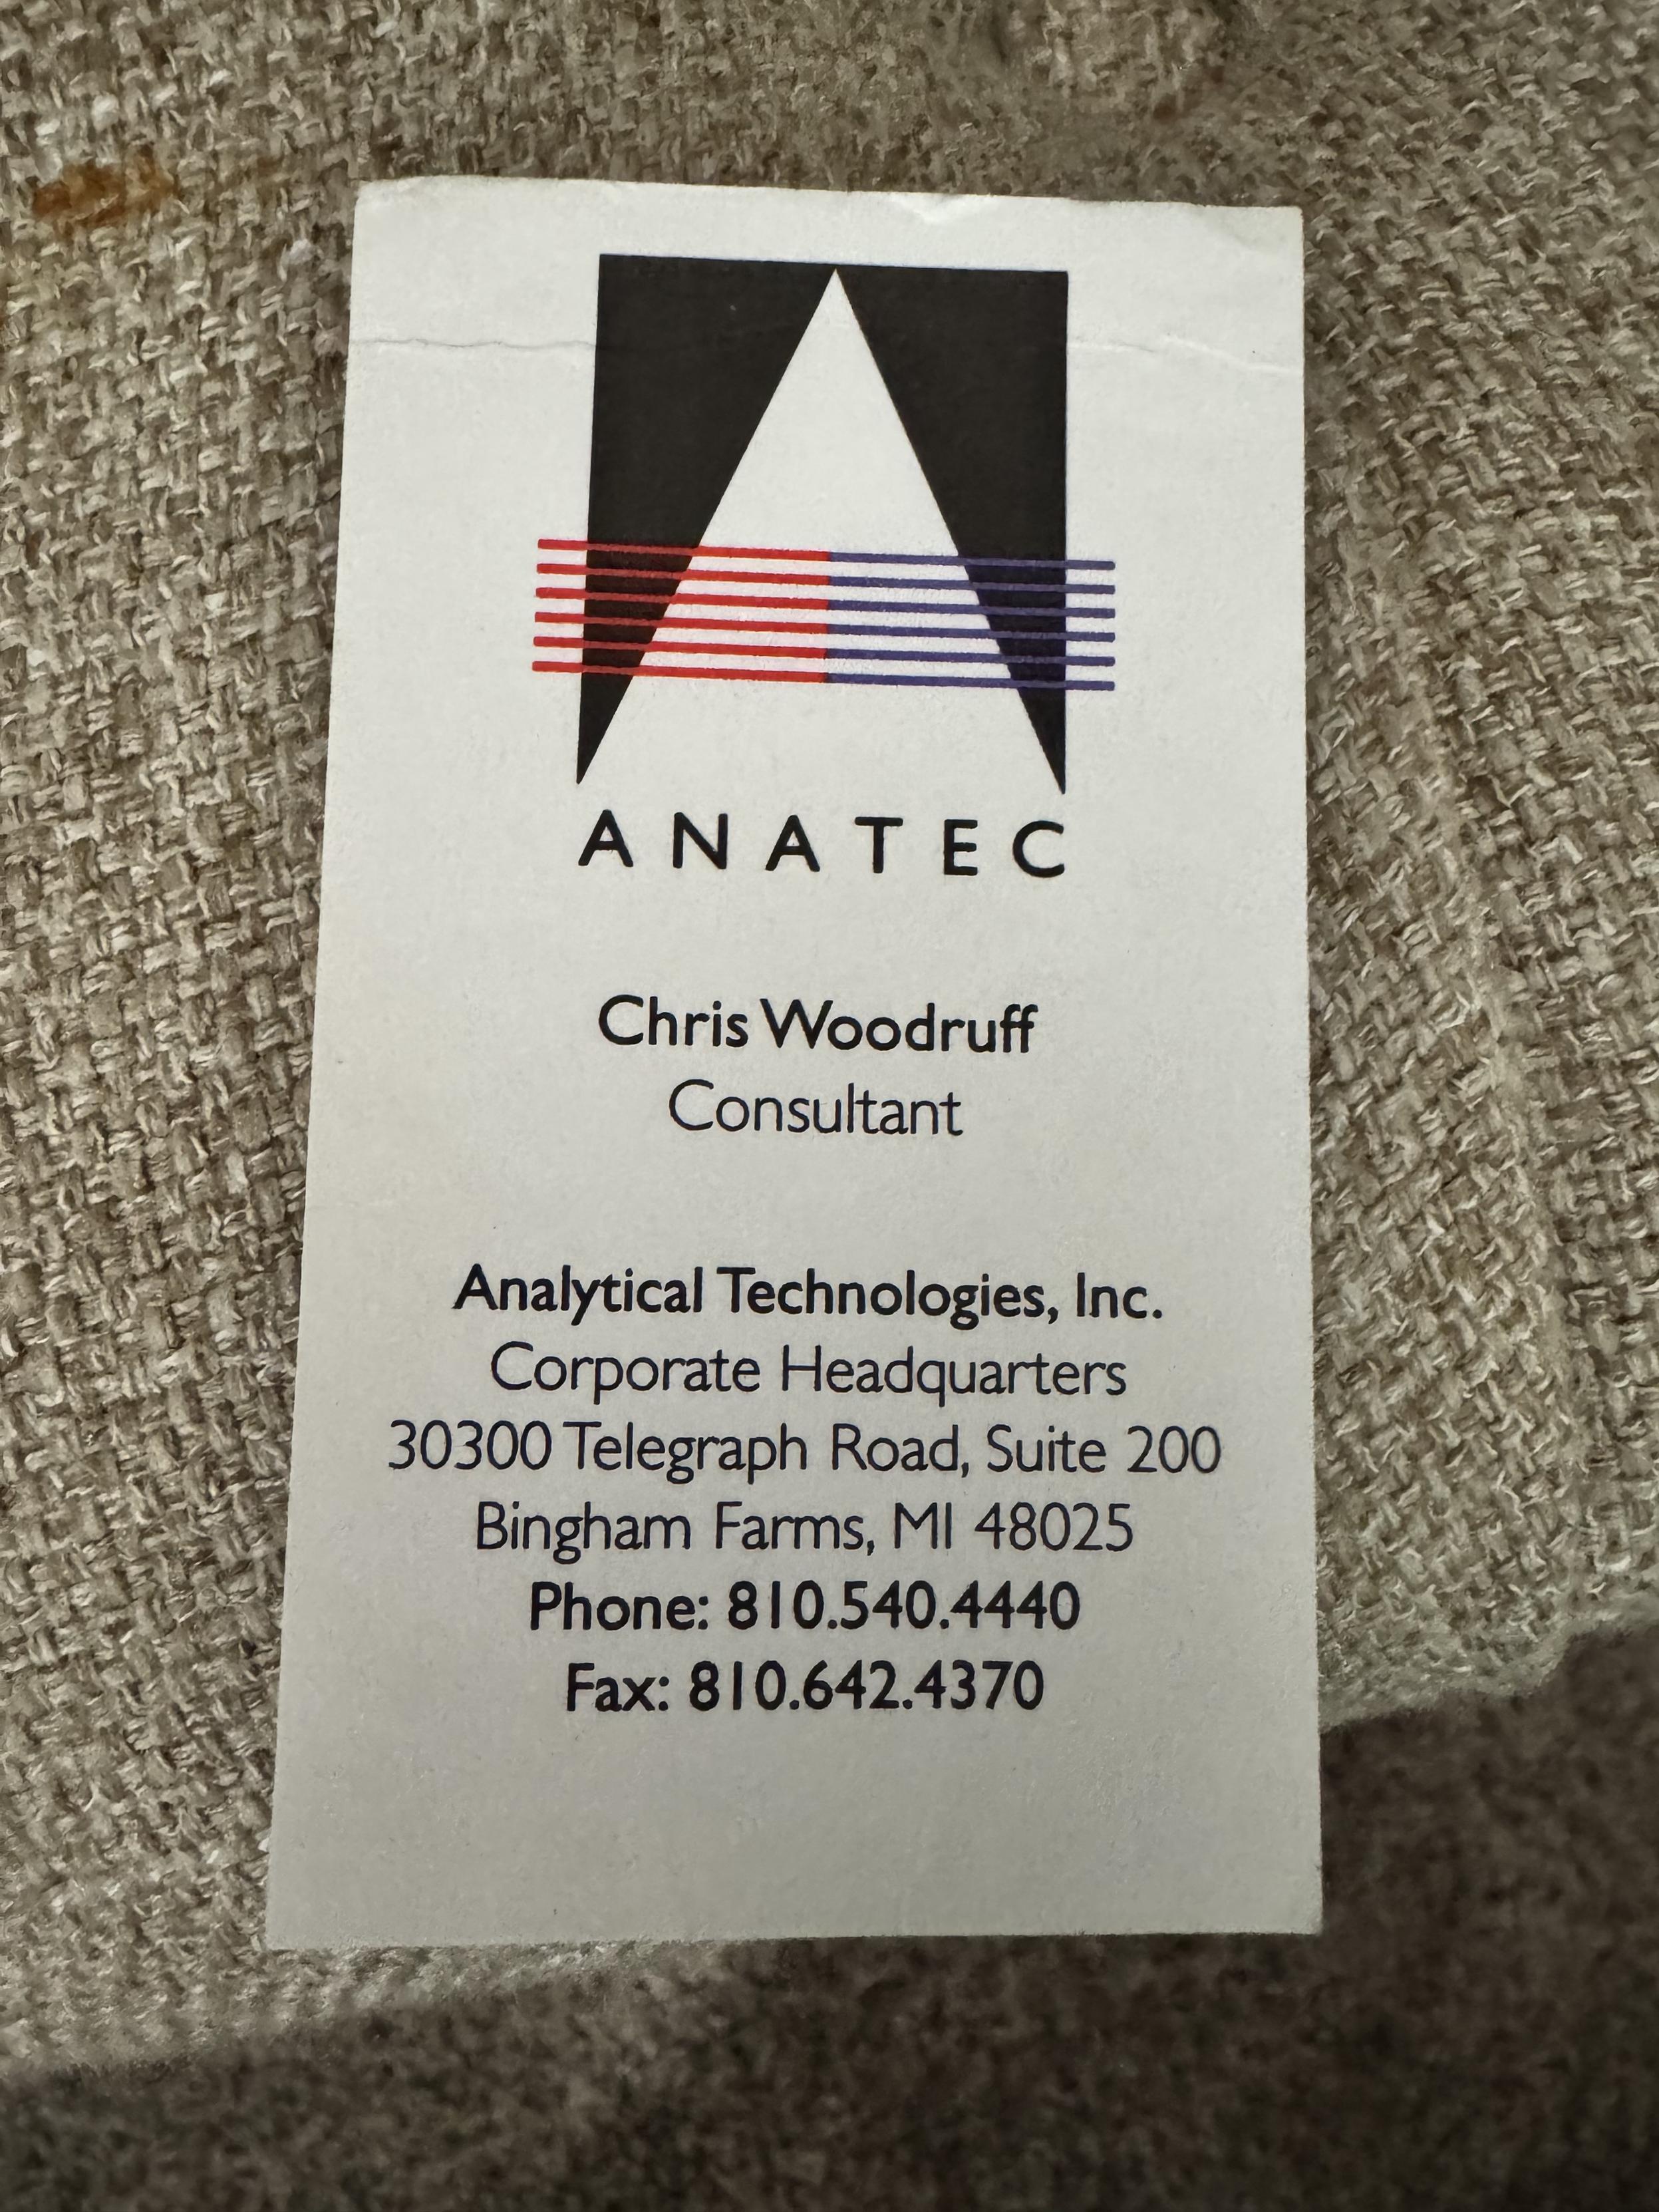 ANATEC
Chris Woodruff
Consultant
Analytical Technologies, Inc.
Corporate Headquarters
30300 Telegraph Road, Suite 200
Bingham Farms, MI 48025
Phone: 810.540.4440
Fax: 810.642.4370